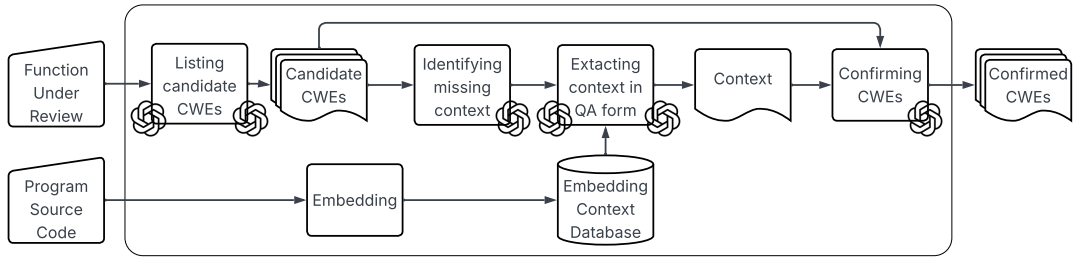 Function
Under
Review
Listing
candidate
CWEs
Candidate
CWEs
Identifying
missing
context
Extacting
context in
QA form
Context
Confirming
CWEs
Confirmed
CWEs
Program
Source
Code
Embedding
Embedding
Context
Database